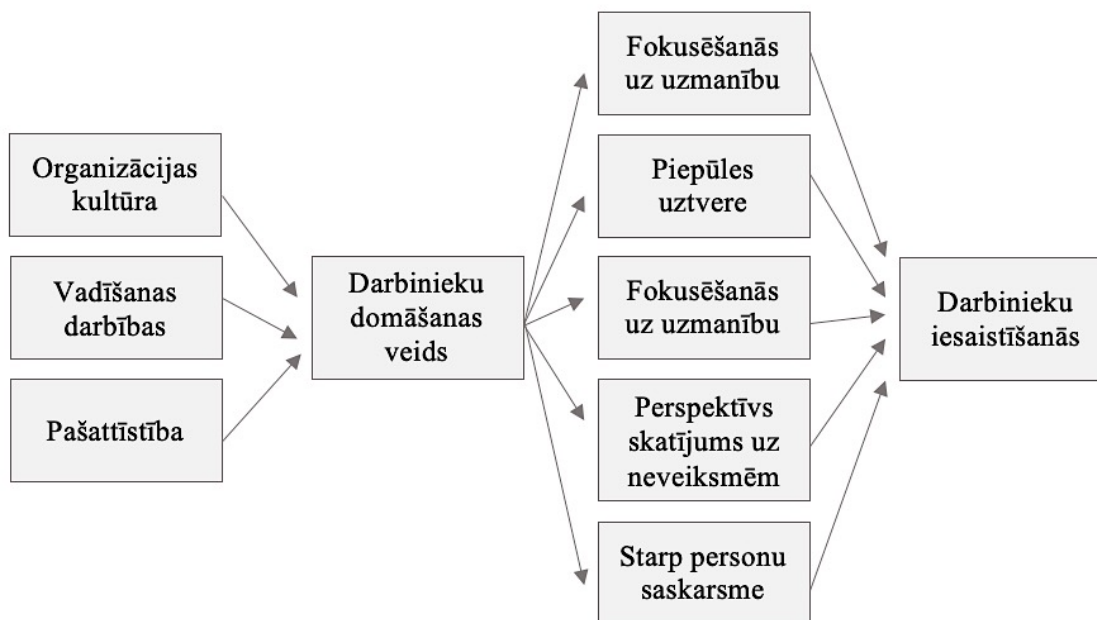 Organizācijas
kultūra
Vadīšanas
darbības
Pašattīstība
Darbinieku
domāšanas
veids
Fokusēšanās
uz uzmanību
Piepūles
uztvere
Fokusēšanās
uz uzmanību
Perspektīvs
skatījums uz
neveiksmēm
Starp personu
saskarsme
Darbinieku
iesaistīšanās